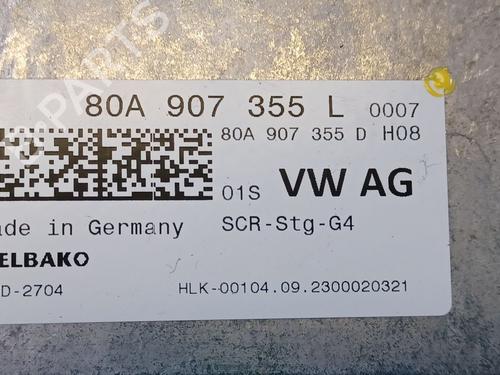 80A 907 355 L 0007
80A 907 355 D H08
01S VW AG
ade in Germany SCR-Stg-G4
ELBAKO
D-2704 HLK-00104.09.2300020321
PARTS